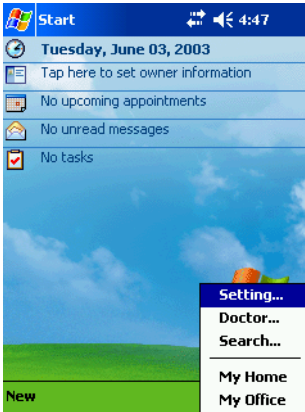 Start 4:47
Tuesday, June 03, 2003
Tap here to set owner information
No upcoming appointments
No unread messages
No tasks
Setting...
Doctor...
Search...
My Home
My Office
New